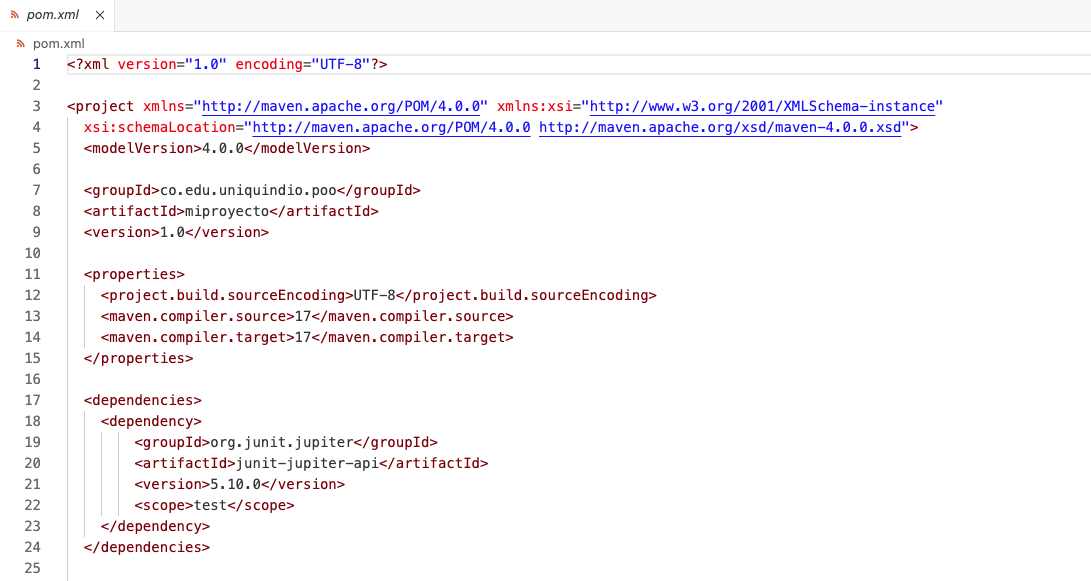 pom.xml
pom.xml
1 <?xml version="1.0" encoding="UTF-8"?>
2
3 <project xmlns="http://maven.apache.org/POM/4.0.0" xmlns:xsi="http://www.w3.org/2001/XMLSchema-instance"
4 xsi:schemaLocation="http://maven.apache.org/POM/4.0.0 http://maven.apache.org/xsd/maven-4.0.0.xsd">
5 <modelVersion>4.0.0</modelVersion>
6
7 <groupId>co.edu.uniquindio.poo</groupId>
8 <artifactId>miproyecto</artifactId>
9 <version>1.0</version>
10
11 <properties>
12 <project.build.sourceEncoding>UTF-8</project.build.sourceEncoding>
13 <maven.compiler.source>17</maven.compiler.source>
14 <maven.compiler.target>17</maven.compiler.target>
15 </properties>
16
17 <dependencies>
18 <dependency>
19 <groupId>org.junit.jupiter</groupId>
20 <artifactId>junit-jupiter-api</artifactId>
21 <version>5.10.0</version>
22 <scope>test</scope>
23 </dependency>
24 </dependencies>
25